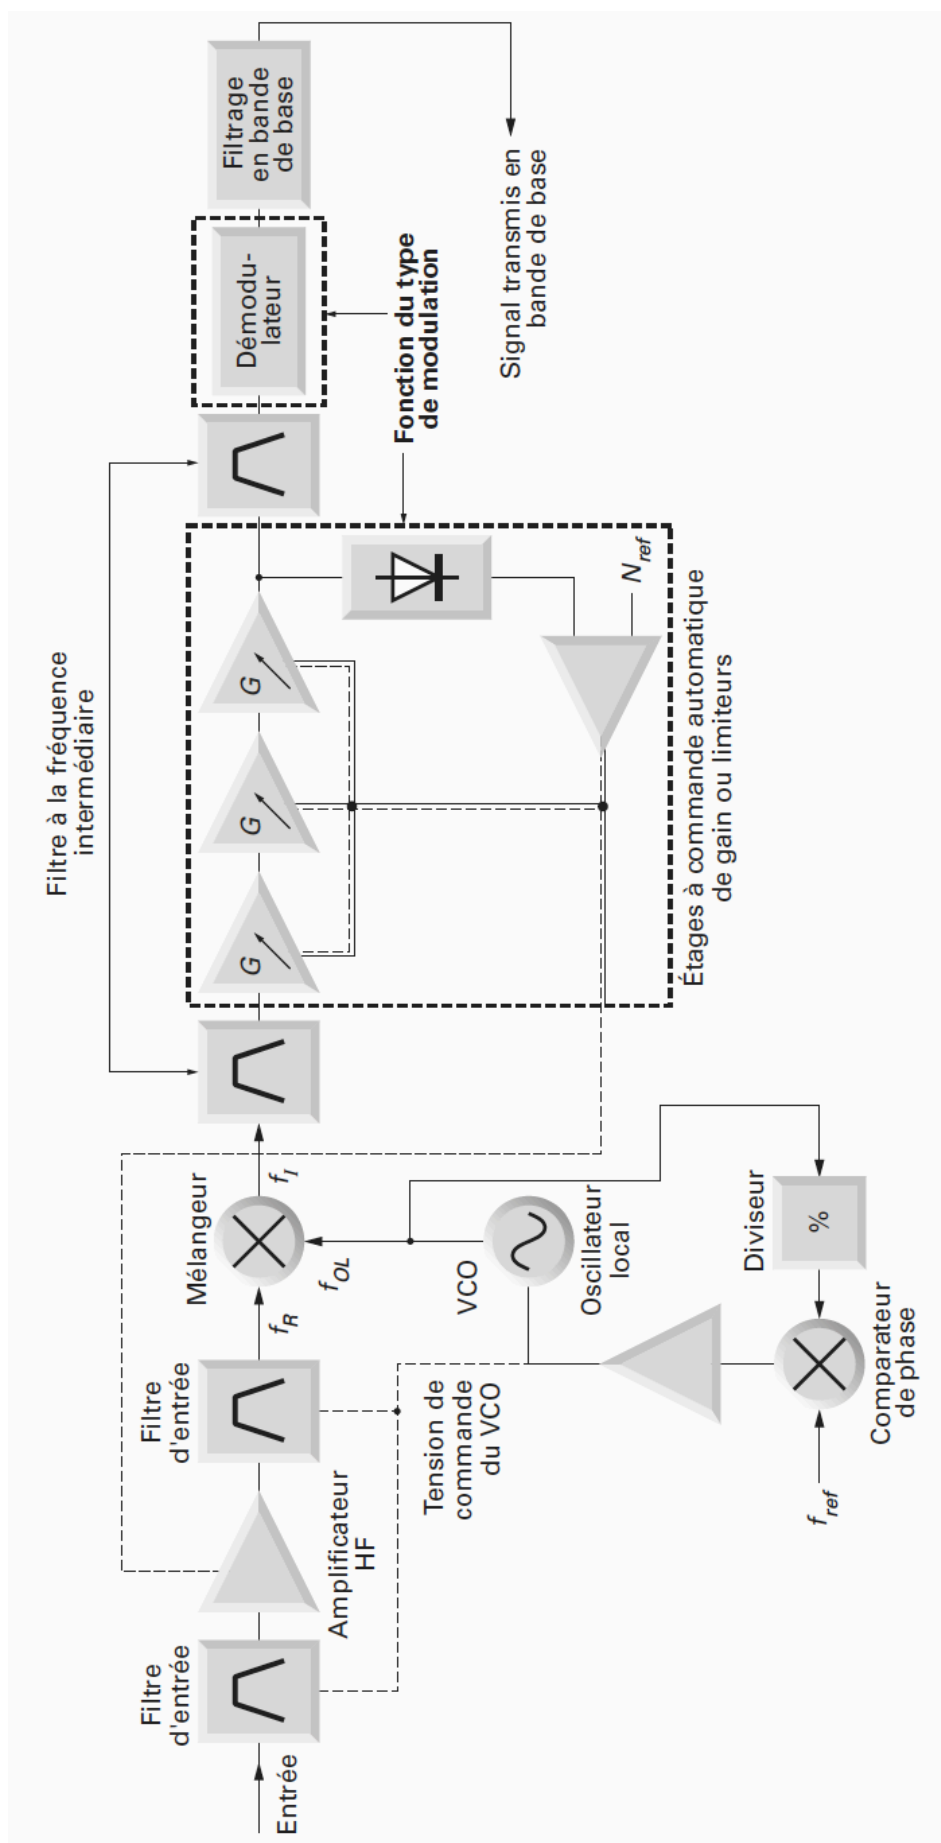 Entrée
Filtre
d'entrée
Amplificateur
HF
Filtre
d'entrée
f_R
Mélangeur
f_I
f_OL
Filtre à la fréquence
intermédiaire
G
G
G
N_ref
Étages à commande automatique
de gain ou limiteurs
Fonction du type
de modulation
Démodu-
lateur
Filtrage
en bande
de base
Signal transmis en
bande de base
Tension de
commande
du VCO
VCO
Oscillateur
local
Diviseur
%
Comparateur
de phase
f_ref